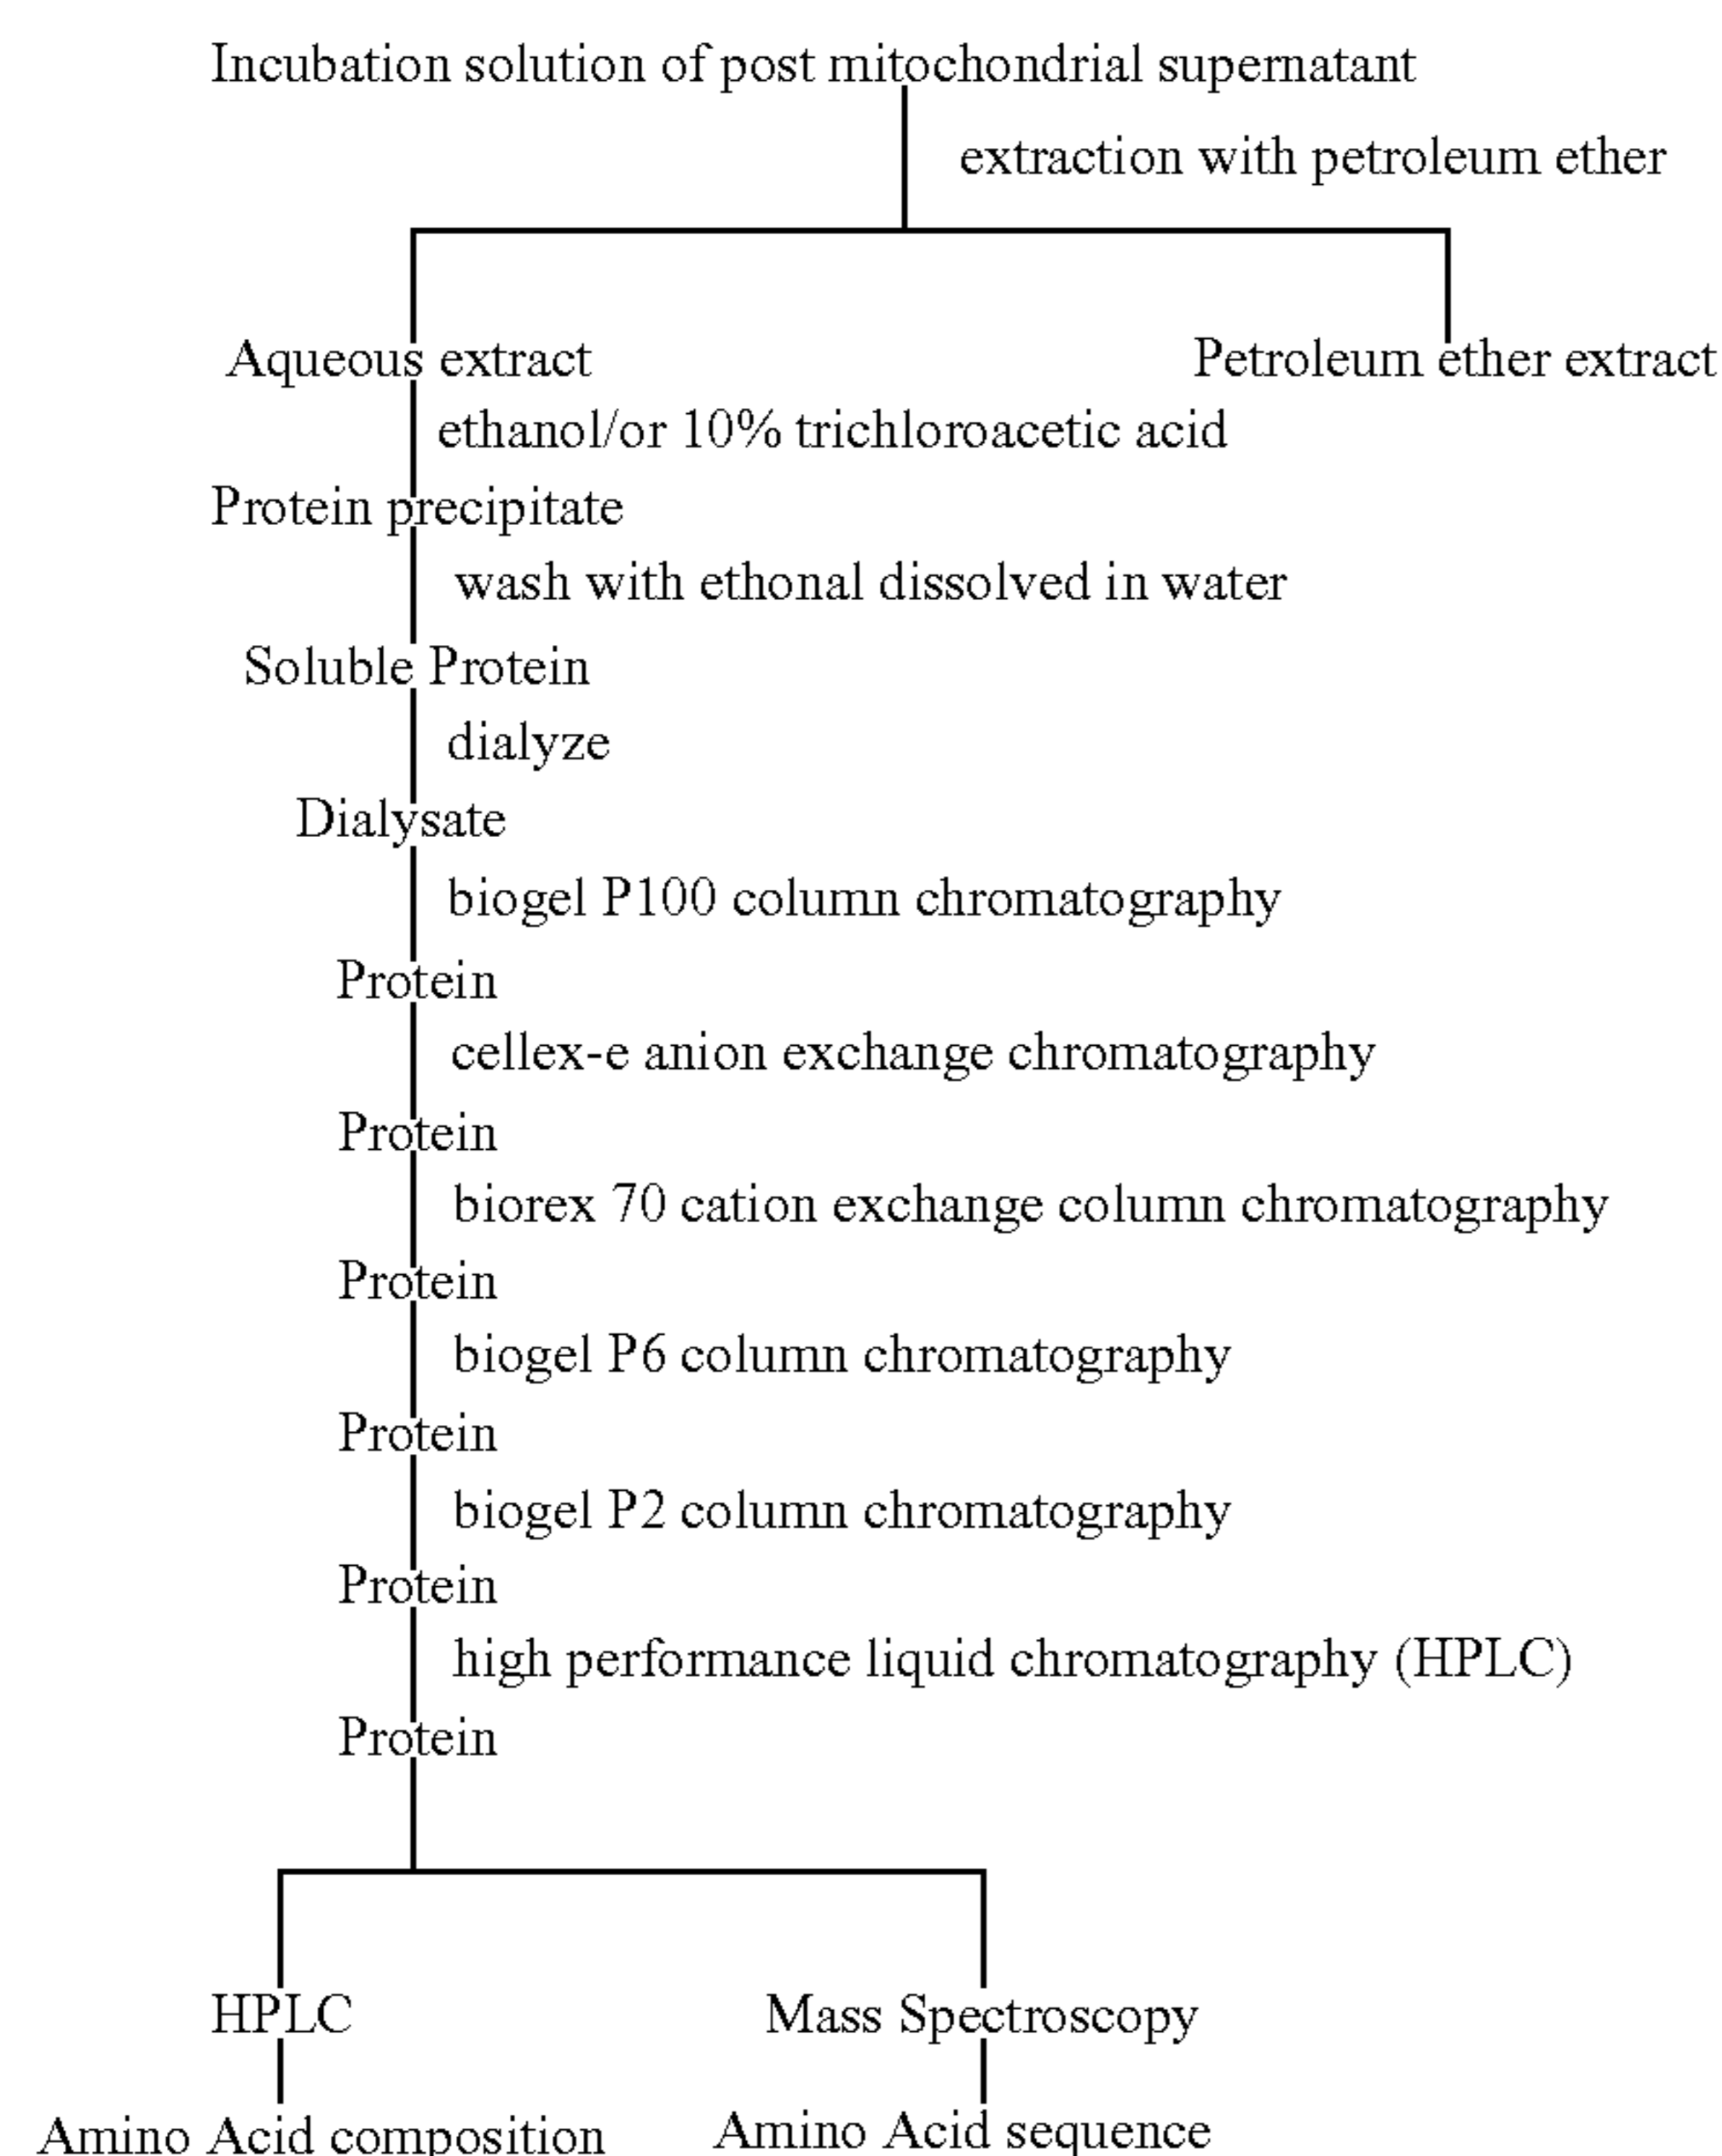 Incubation solution of post mitochondrial supernatant
extraction with petroleum ether
Aqueous extract
Petroleum ether extract
ethanol/or 10% trichloroacetic acid
Protein precipitate
wash with ethonal dissolved in water
Soluble Protein
dialyze
Dialysate
biogel P100 column chromatography
Protein
cellex-e anion exchange chromatography
Protein
biorex 70 cation exchange column chromatography
Protein
biogel P6 column chromatography
Protein
biogel P2 column chromatography
Protein
high performance liquid chromatography (HPLC)
Protein
HPLC
Mass Spectroscopy
Amino Acid composition
Amino Acid sequence